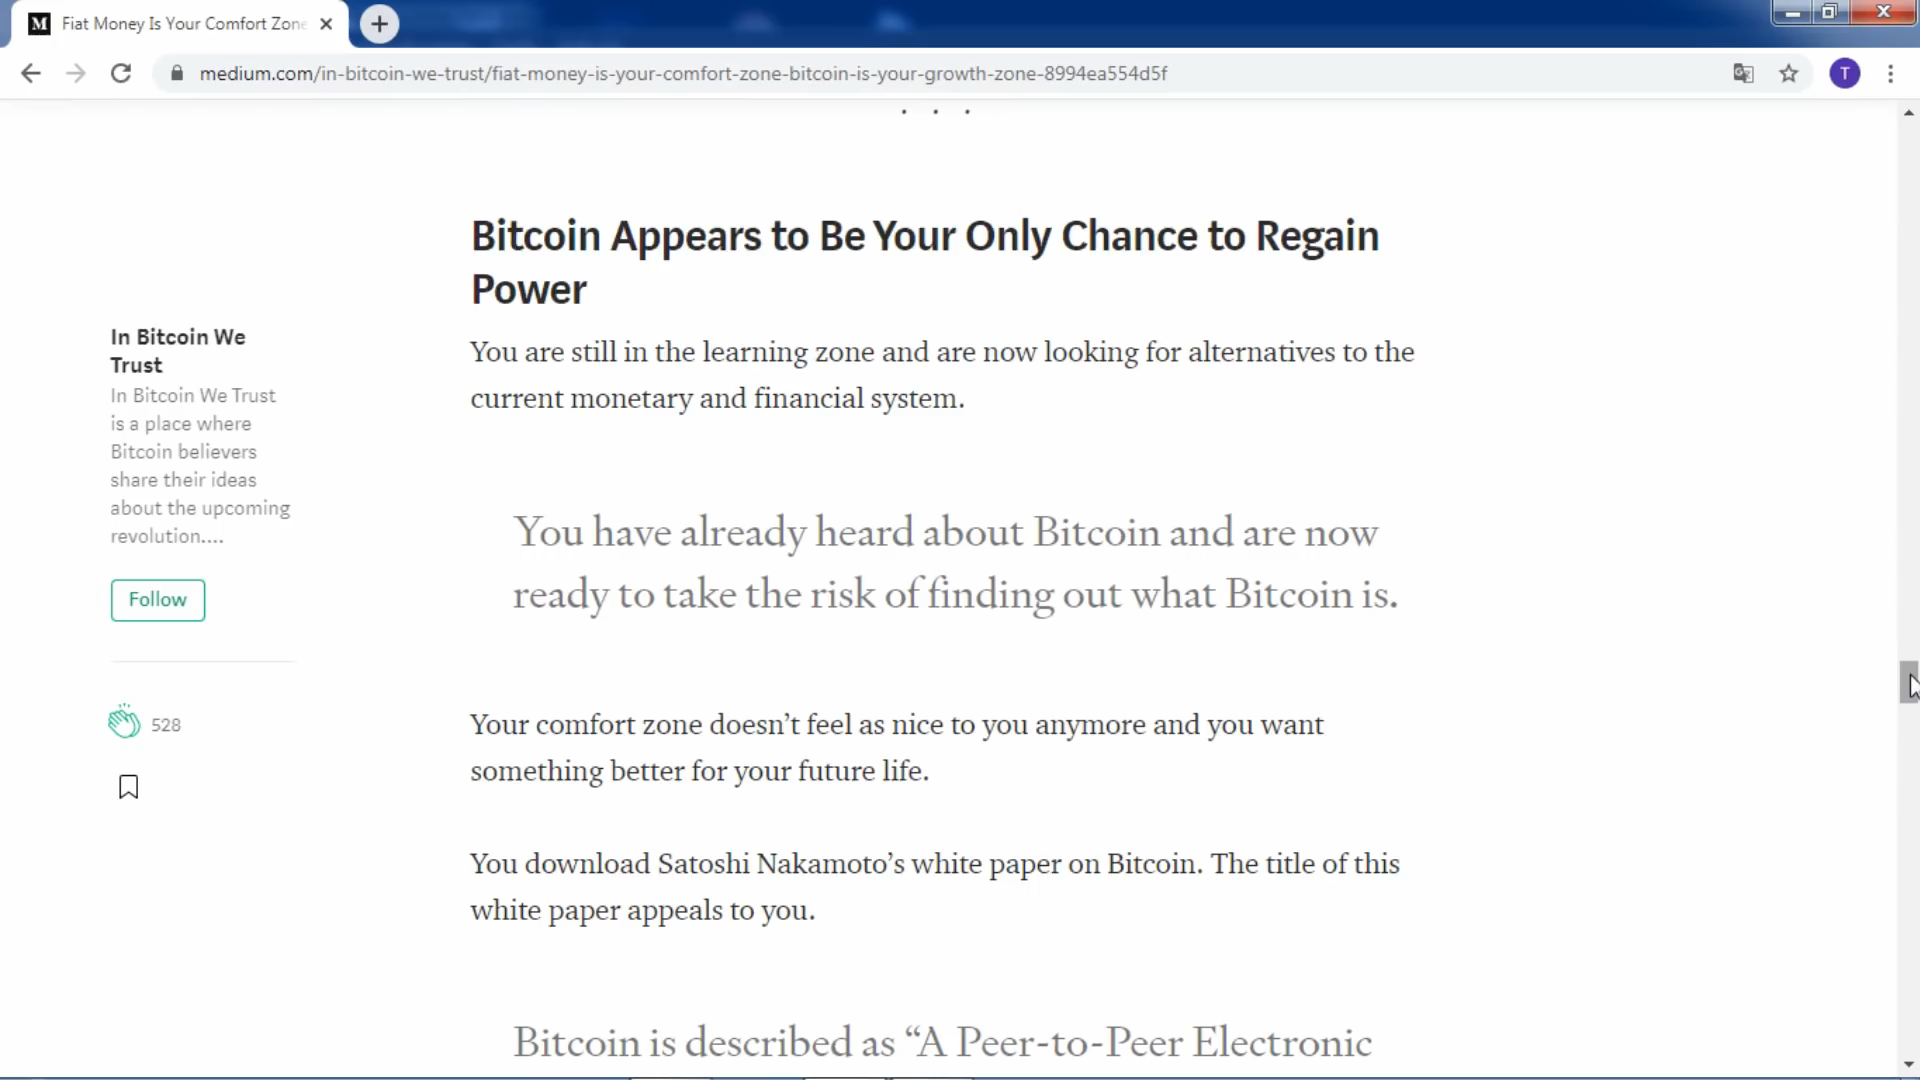 M Fiat Money Is Your Comfort Zone
medium.com/in-bitcoin-we-trust/fiat-money-is-your-comfort-zone-bitcoin-is-your-growth-zone-8994ea554d5f
T
. . .
Bitcoin Appears to Be Your Only Chance to Regain
Power
You are still in the learning zone and are now looking for alternatives to the
current monetary and financial system.
In Bitcoin We
Trust
In Bitcoin We Trust
is a place where
Bitcoin believers
share their ideas
about the upcoming
revolution....
Follow
528
You have already heard about Bitcoin and are now
ready to take the risk of finding out what Bitcoin is.
Your comfort zone doesn’t feel as nice to you anymore and you want
something better for your future life.
You download Satoshi Nakamoto’s white paper on Bitcoin. The title of this
white paper appeals to you.
Bitcoin is described as “A Peer-to-Peer Electronic